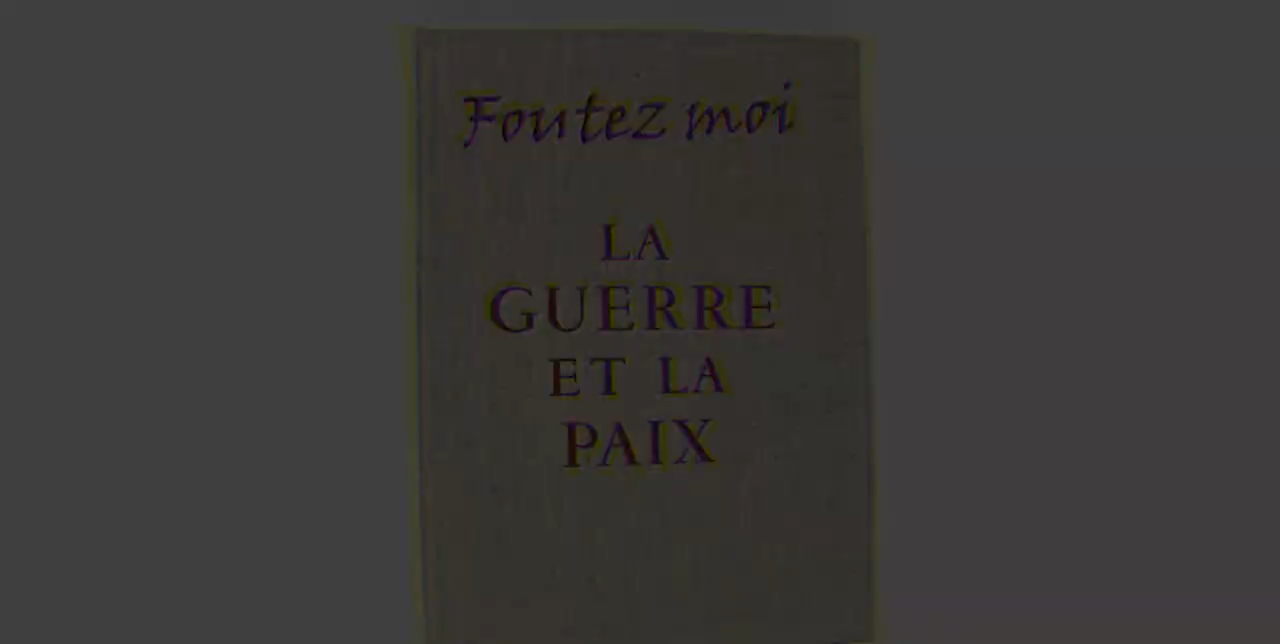 Foutez moi
LA
GUERRE
ET LA
PAIX